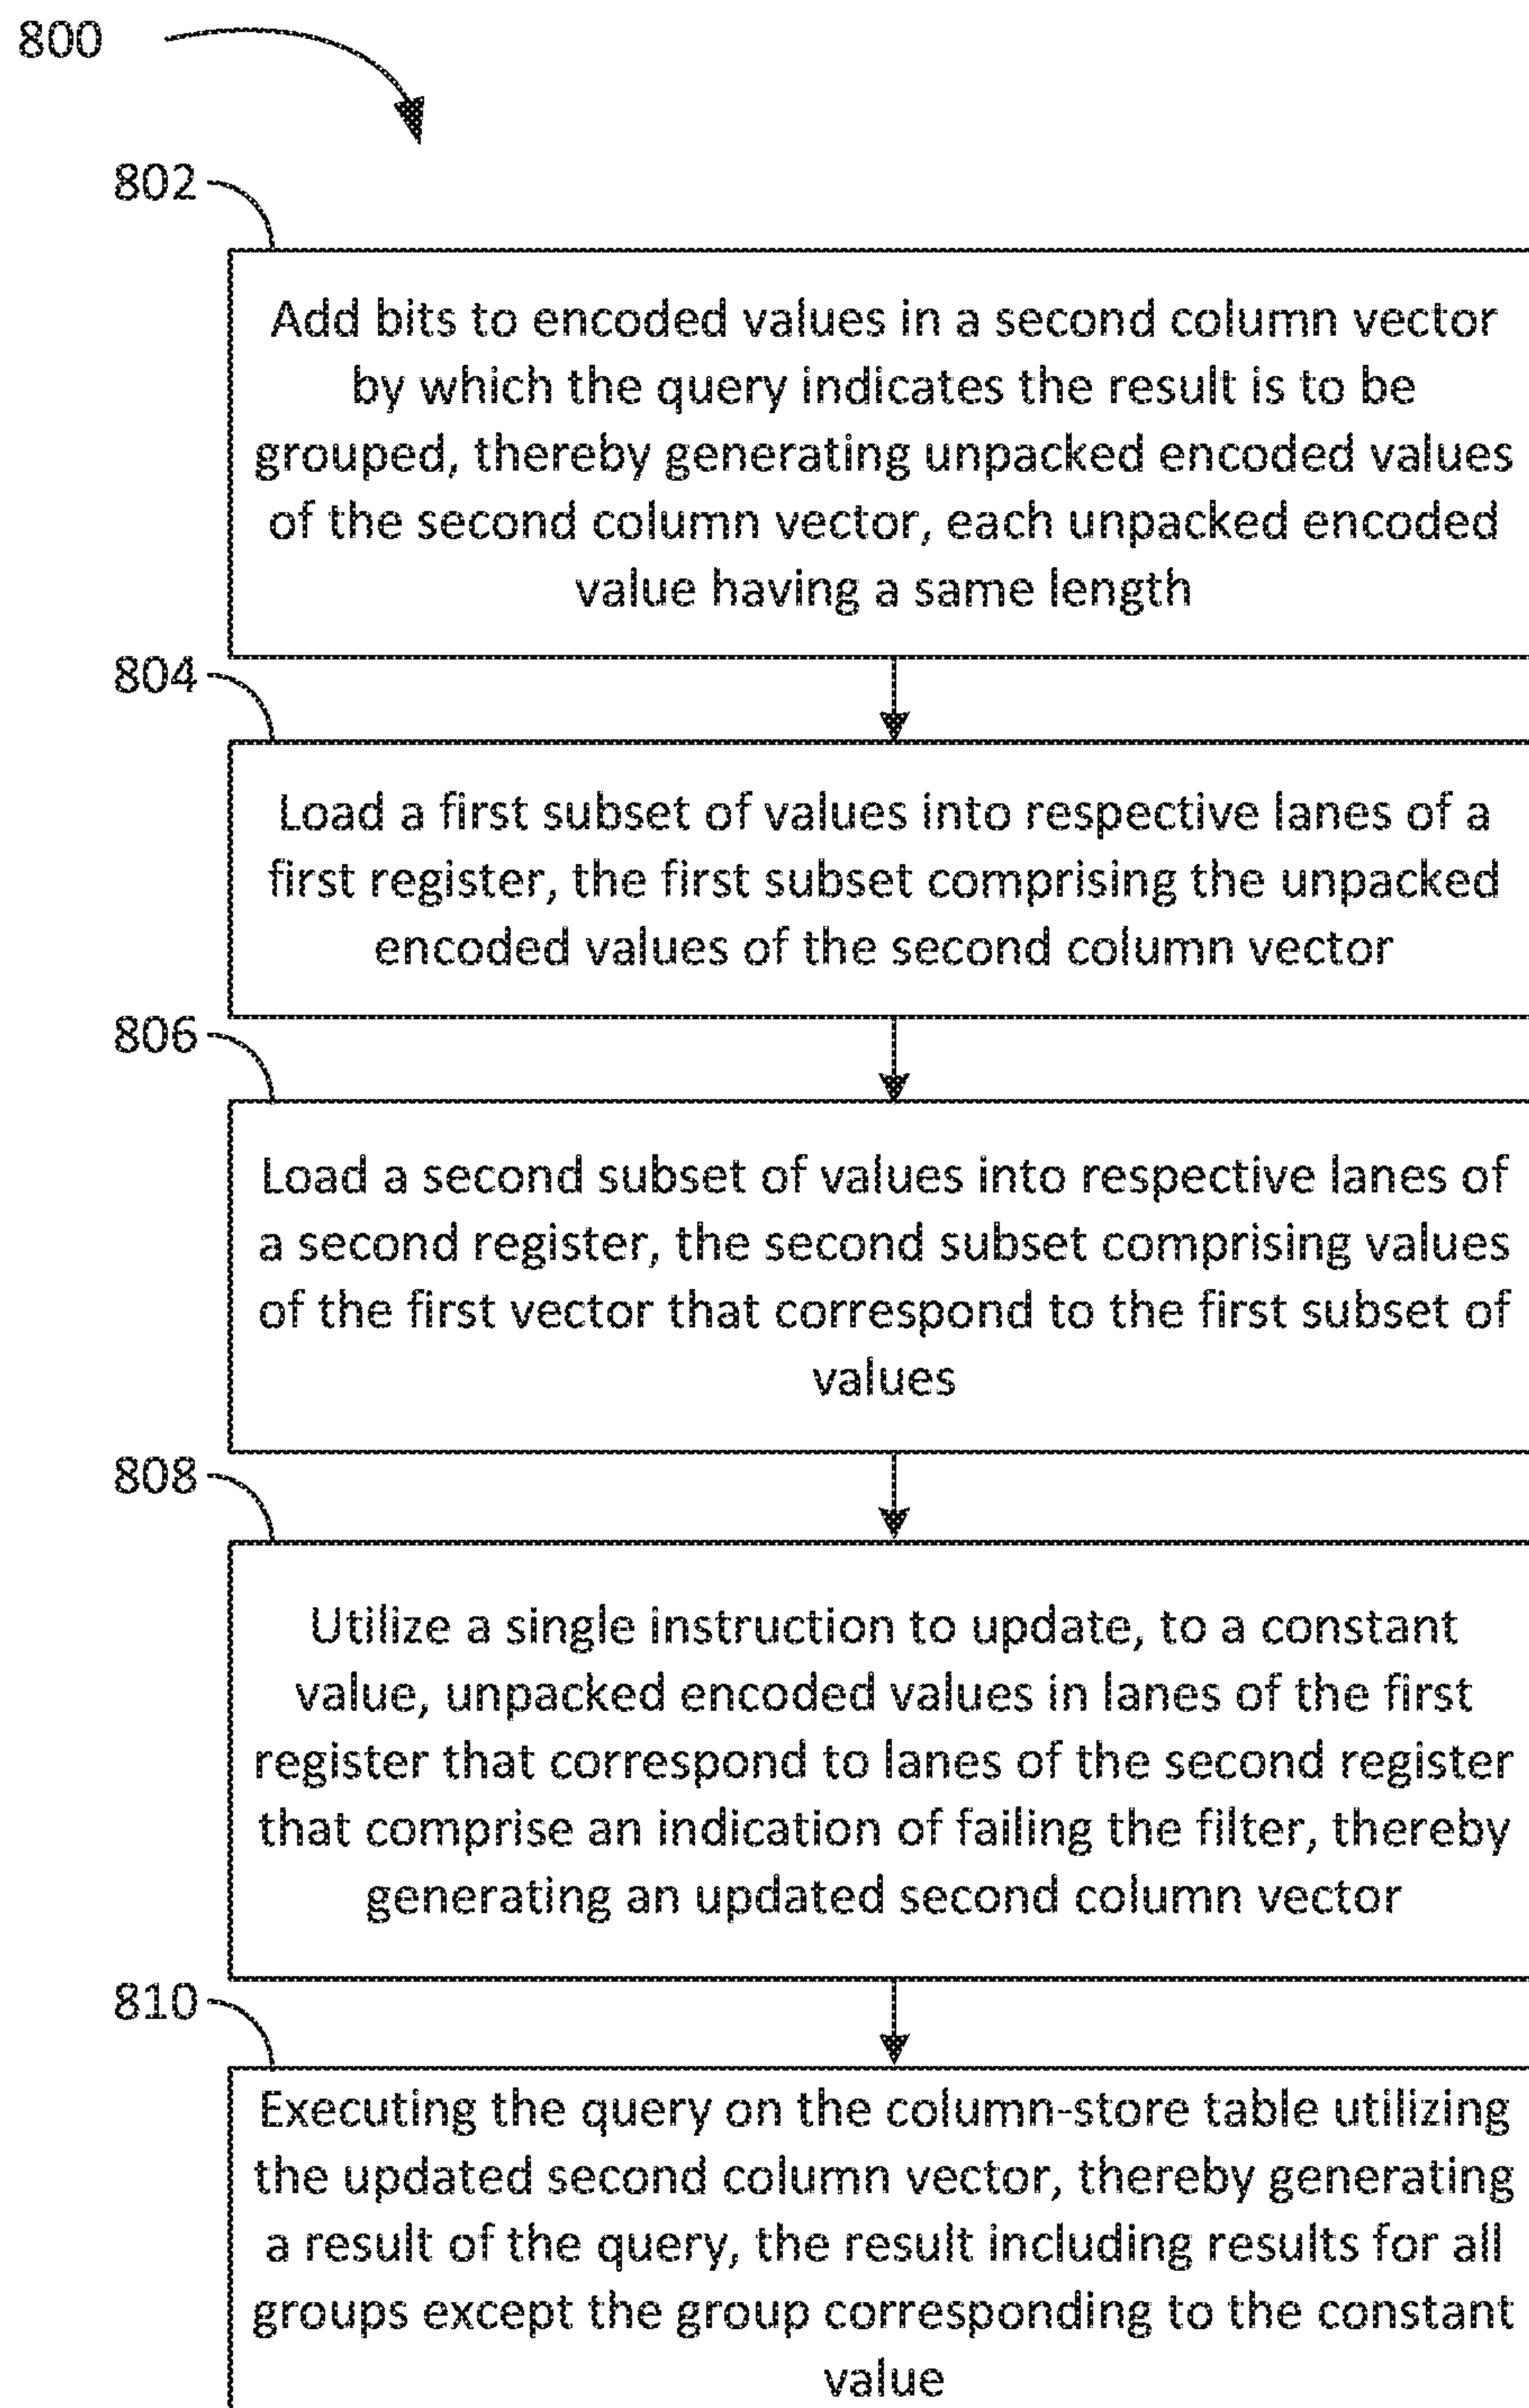 800
802
Add bits to encoded values in a second column vector
by which the query indicates the result is to be
grouped, thereby generating unpacked encoded values
of the second column vector, each unpacked encoded
value having a same length
804
Load a first subset of values into respective lanes of a
first register, the first subset comprising the unpacked
encoded values of the second column vector
806
Load a second subset of values into respective lanes of
a second register, the second subset comprising values
of the first vector that correspond to the first subset of
values
808
Utilize a single instruction to update, to a constant
value, unpacked encoded values in lanes of the first
register that correspond to lanes of the second register
that comprise an indication of failing the filter, thereby
generating an updated second column vector
810
Executing the query on the column-store table utilizing
the updated second column vector, thereby generating
a result of the query, the result including results for all
groups except the group corresponding to the constant
value